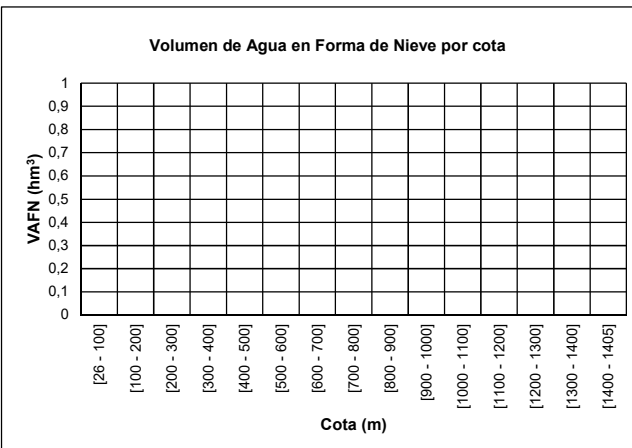 Volumen de Agua en Forma de Nieve por cota
VAFN (hm³)
1
0,9
0,8
0,7
0,6
0,5
0,4
0,3
0,2
0,1
0
[26 - 100]
[100 - 200]
[200 - 300]
[300 - 400]
[400 - 500]
[500 - 600]
[600 - 700]
[700 - 800]
[800 - 900]
[900 - 1000]
[1000 - 1100]
[1100 - 1200]
[1200 - 1300]
[1300 - 1400]
[1400 - 1405]
Cota (m)